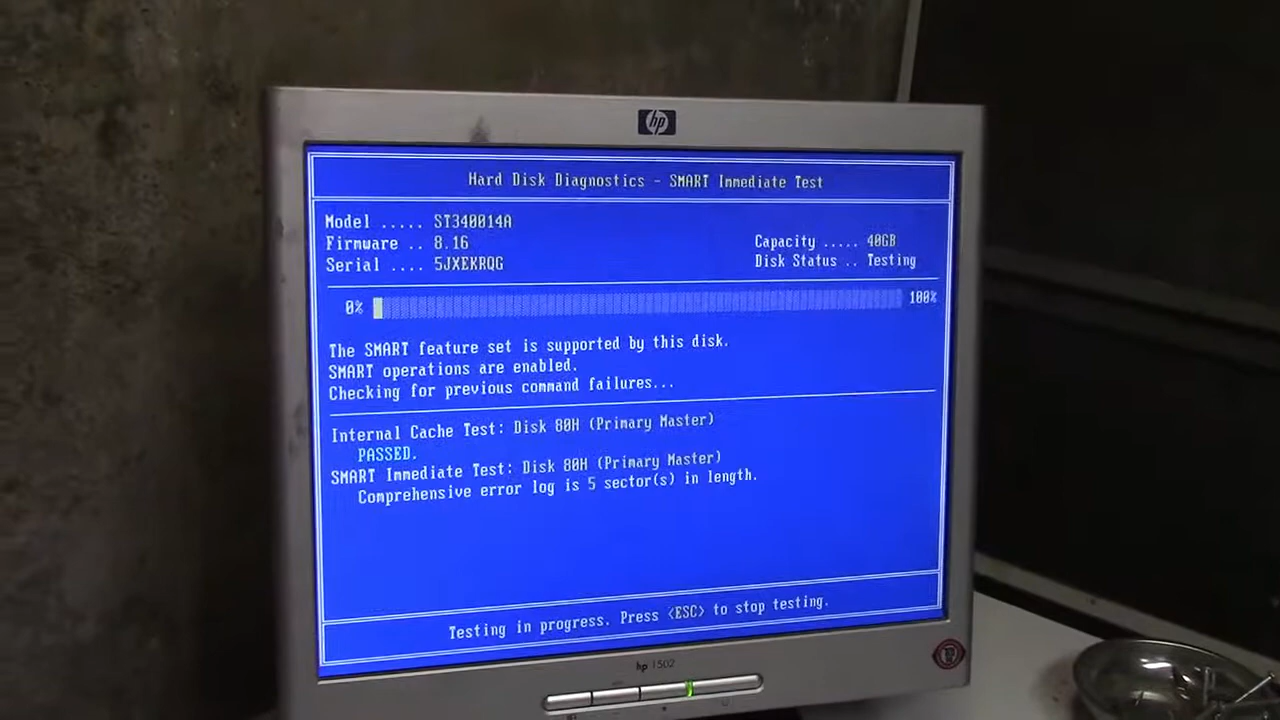 hp
Hard Disk Diagnostics - SMART Immediate Test
Model ..... ST340014A
Firmware .. 8.16
Serial .... 5JXEKRQG
Capacity ..... 40GB
Disk Status .. Testing
0% 100%
The SMART feature set is supported by this disk.
SMART operations are enabled.
Checking for previous command failures...
Internal Cache Test: Disk 80H (Primary Master)
PASSED.
SMART Immediate Test: Disk 80H (Primary Master)
Comprehensive error log is 5 sector(s) in length.
Testing in progress. Press <ESC> to stop testing.
hp 1502